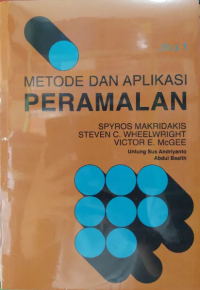 METODE DAN APLIKASI
PERAMALAN
SPYROS MAKRIDAKIS
STEVEN C. WHEELWRIGHT
VICTOR E. McGEE
Untung Sus Andriyanto
Abdul Basith